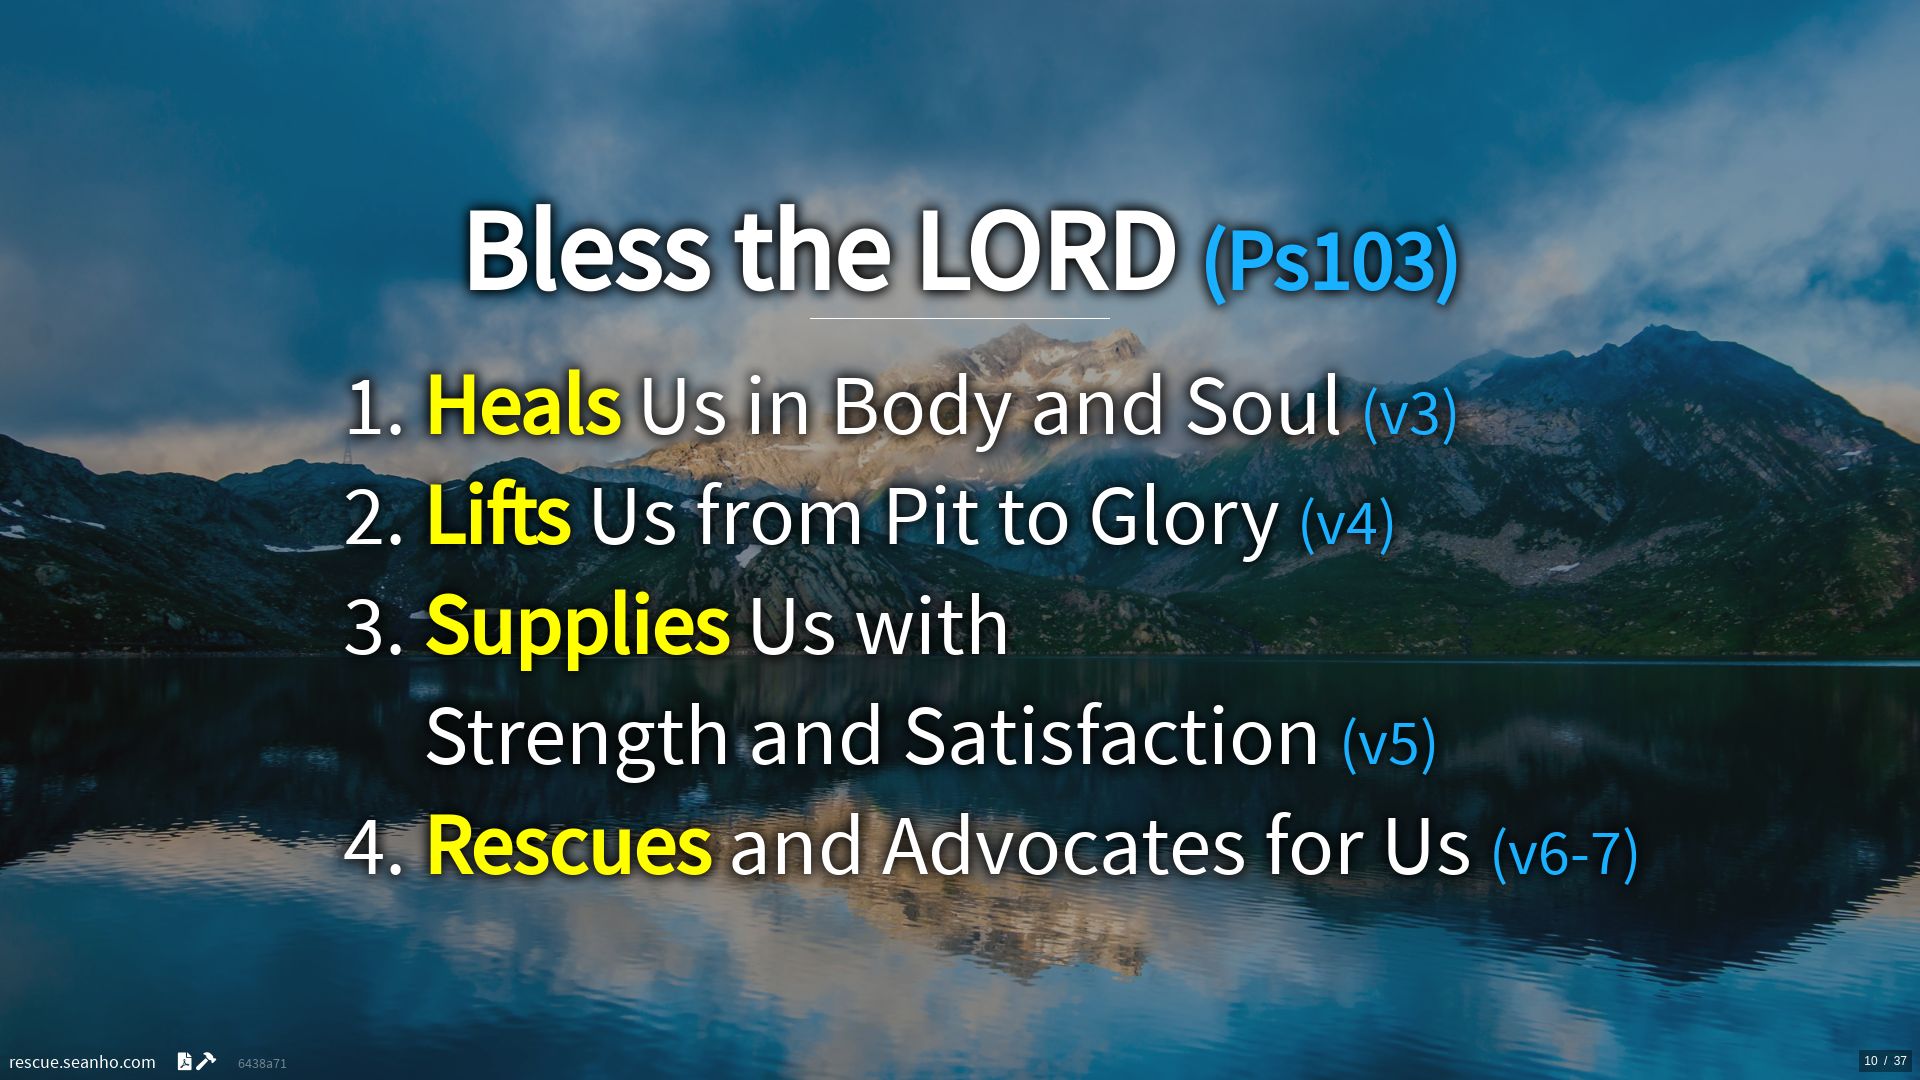 Bless the LORD (Ps103)
1. Heals Us in Body and Soul (v3)
2. Lifts Us from Pit to Glory (v4)
3. Supplies Us with
Strength and Satisfaction (v5)
4. Rescues and Advocates for Us (v6-7)
rescue.seanho.com 6438a71
10 / 37